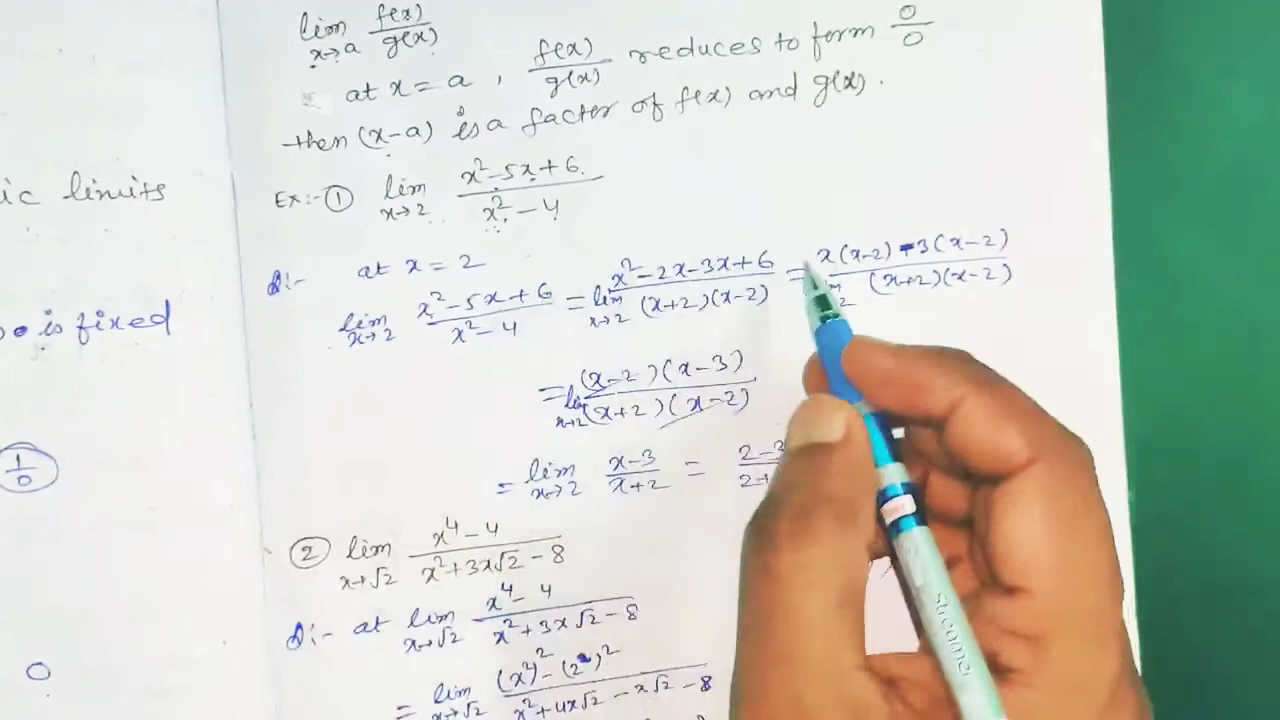 lim x→a f(x)/g(x)
at x = a, f(x)/g(x) reduces to form 0/0
then (x-a) is a factor of f(x) and g(x).
ic limits
Ex:- ① lim x→2 x²-5x+6/x²-4
at x = 2
is fixed
lim x→2 x²-5x+6/x²-4 = lim x→2 x²-2x-3x+6/(x+2)(x-2) = x(x-2)-3(x-2)/(x+2)(x-2)
= lim x→2 (x-2)(x-3)/(x+2)(x-2)
1/0
= lim x→2 x-3/x+2 = 2-3/2+
② lim x→√2 x⁴-4/x²+3x√2-8
at lim x→√2 x⁴-4/x²+3x√2-8
0
= lim x→√2 (x²)²-(2)²/x²+4x√2-x√2-8
streamer